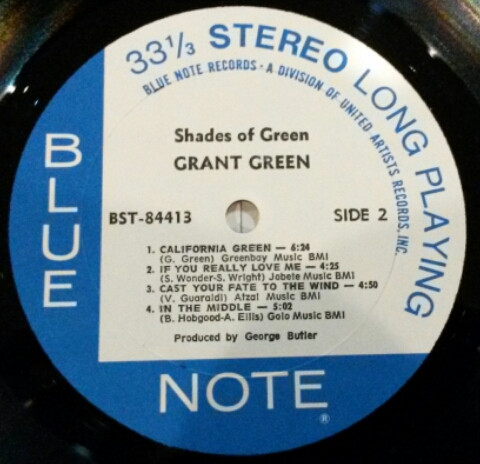 33⅓ STEREO LONG PLAYING
BLUE NOTE RECORDS • A DIVISION OF UNITED ARTISTS RECORDS, INC.
Shades of Green
GRANT GREEN
BST-84413
SIDE 2
1. CALIFORNIA GREEN — 6:24
(G. Green) Greenbay Music BMI
2. IF YOU REALLY LOVE ME — 4:25
(S. Wonder-S. Wright) Jobete Music BMI
3. CAST YOUR FATE TO THE WIND — 4:50
(V. Guaraldi) Atzal Music BMI
4. IN THE MIDDLE — 5:02
(B. Hobgood-A. Ellis) Golo Music BMI
Produced by George Butler
BLUE
NOTE
®